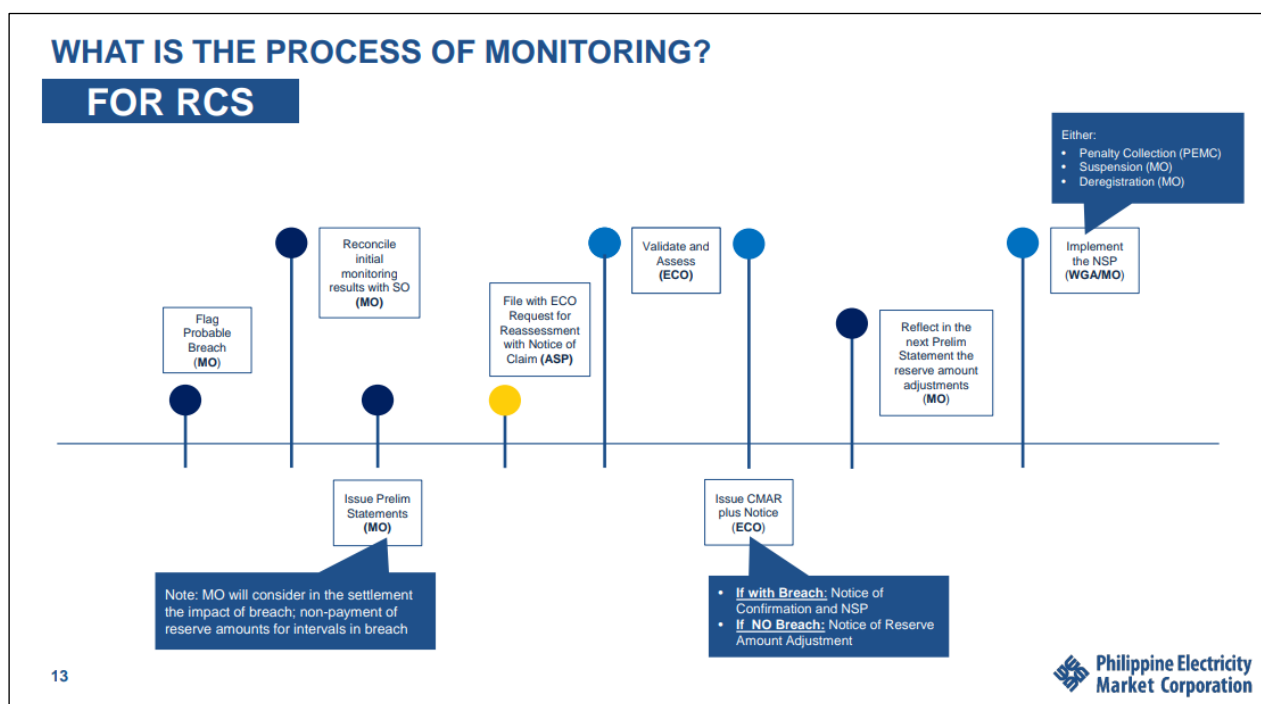 WHAT IS THE PROCESS OF MONITORING?
FOR RCS
Either:
• Penalty Collection (PEMC)
• Suspension (MO)
• Deregistration (MO)
Flag
Probable
Breach
(MO)
Reconcile
initial
monitoring
results with SO
(MO)
Issue Prelim
Statements
(MO)
Note: MO will consider in the settlement
the impact of breach; non-payment of
reserve amounts for intervals in breach
File with ECO
Request for
Reassessment
with Notice of
Claim (ASP)
Validate and
Assess
(ECO)
Issue CMAR
plus Notice
(ECO)
• If with Breach: Notice of
Confirmation and NSP
• If NO Breach: Notice of Reserve
Amount Adjustment
Reflect in the
next Prelim
Statement the
reserve amount
adjustments
(MO)
Implement
the NSP
(WGA/MO)
13
Philippine Electricity
Market Corporation